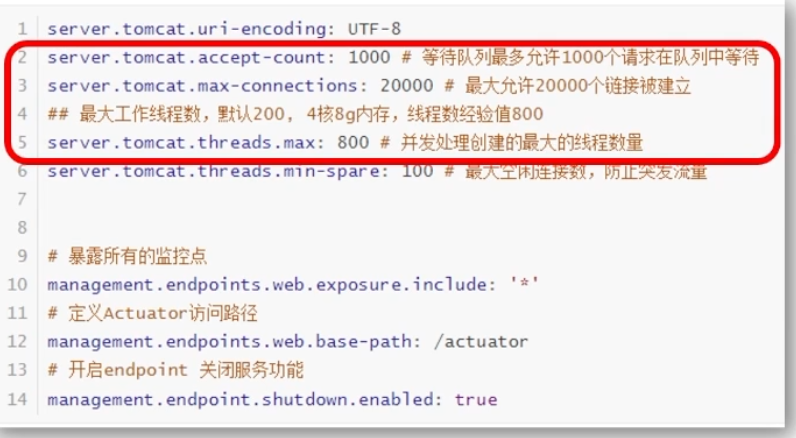 1 server.tomcat.uri-encoding: UTF-8
2 server.tomcat.accept-count: 1000 # 等待队列最多允许1000个请求在队列中等待
3 server.tomcat.max-connections: 20000 # 最大允许20000个链接被建立
4 ## 最大工作线程数，默认200, 4核8g内存，线程数经验值800
5 server.tomcat.threads.max: 800 # 并发处理创建的最大的线程数量
6 server.tomcat.threads.min-spare: 100 # 最大空闲连接数，防止突发流量
7
8
9 # 暴露所有的监控点
10 management.endpoints.web.exposure.include: '*'
11 # 定义Actuator访问路径
12 management.endpoints.web.base-path: /actuator
13 # 开启endpoint 关闭服务功能
14 management.endpoint.shutdown.enabled: true